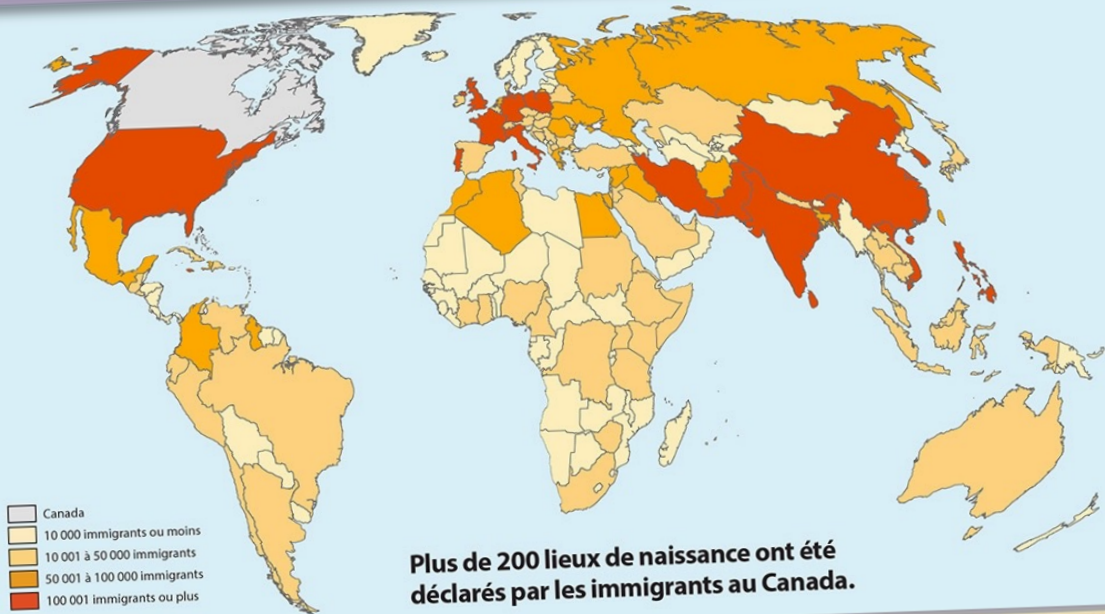 Canada
10 000 immigrants ou moins
10 001 à 50 000 immigrants
50 001 à 100 000 immigrants
100 001 immigrants ou plus
Plus de 200 lieux de naissance ont été
déclarés par les immigrants au Canada.